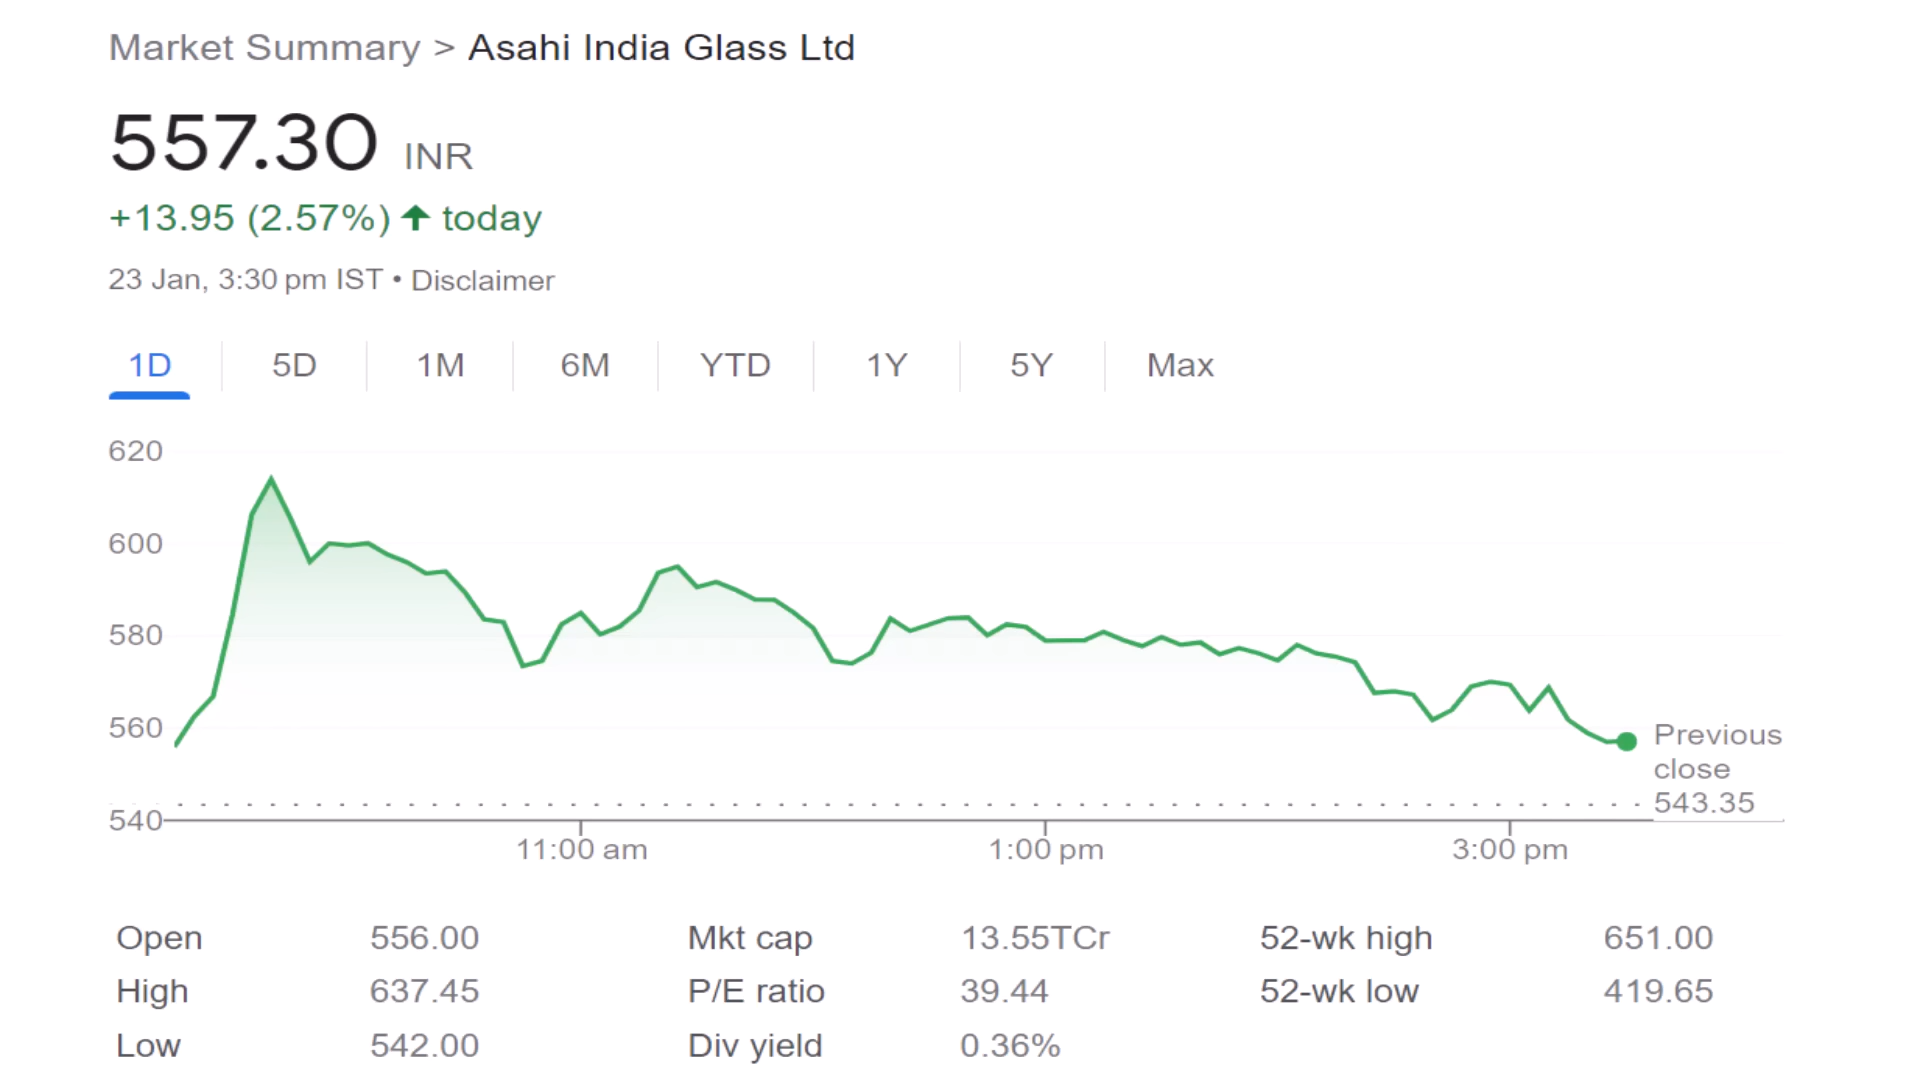 Market Summary > Asahi India Glass Ltd
557.30 INR
+13.95 (2.57%) ↑ today
23 Jan, 3:30 pm IST • Disclaimer
1D 5D 1M 6M YTD 1Y 5Y Max
620
600
580
560
540
Previous
close
543.35
11:00 am 1:00 pm 3:00 pm
Open 556.00 Mkt cap 13.55TCr 52-wk high 651.00
High 637.45 P/E ratio 39.44 52-wk low 419.65
Low 542.00 Div yield 0.36%